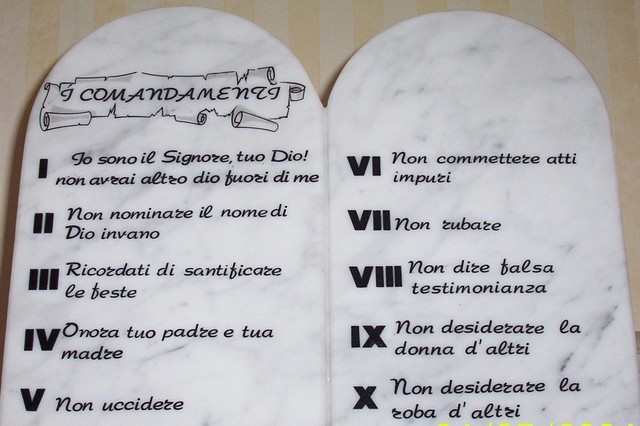 I COMANDAMENTI
I Io sono il Signore, tuo Dio!
non avrai altro dio fuori di me
II Non nominare il nome di
Dio invano
III Ricordati di santificare
le feste
IV Onora tuo padre e tua
madre
V Non uccidere
VI Non commettere atti
impuri
VII Non rubare
VIII Non dire falsa
testimonianza
IX Non desiderare la
donna d'altri
X Non desiderare la
roba d'altri